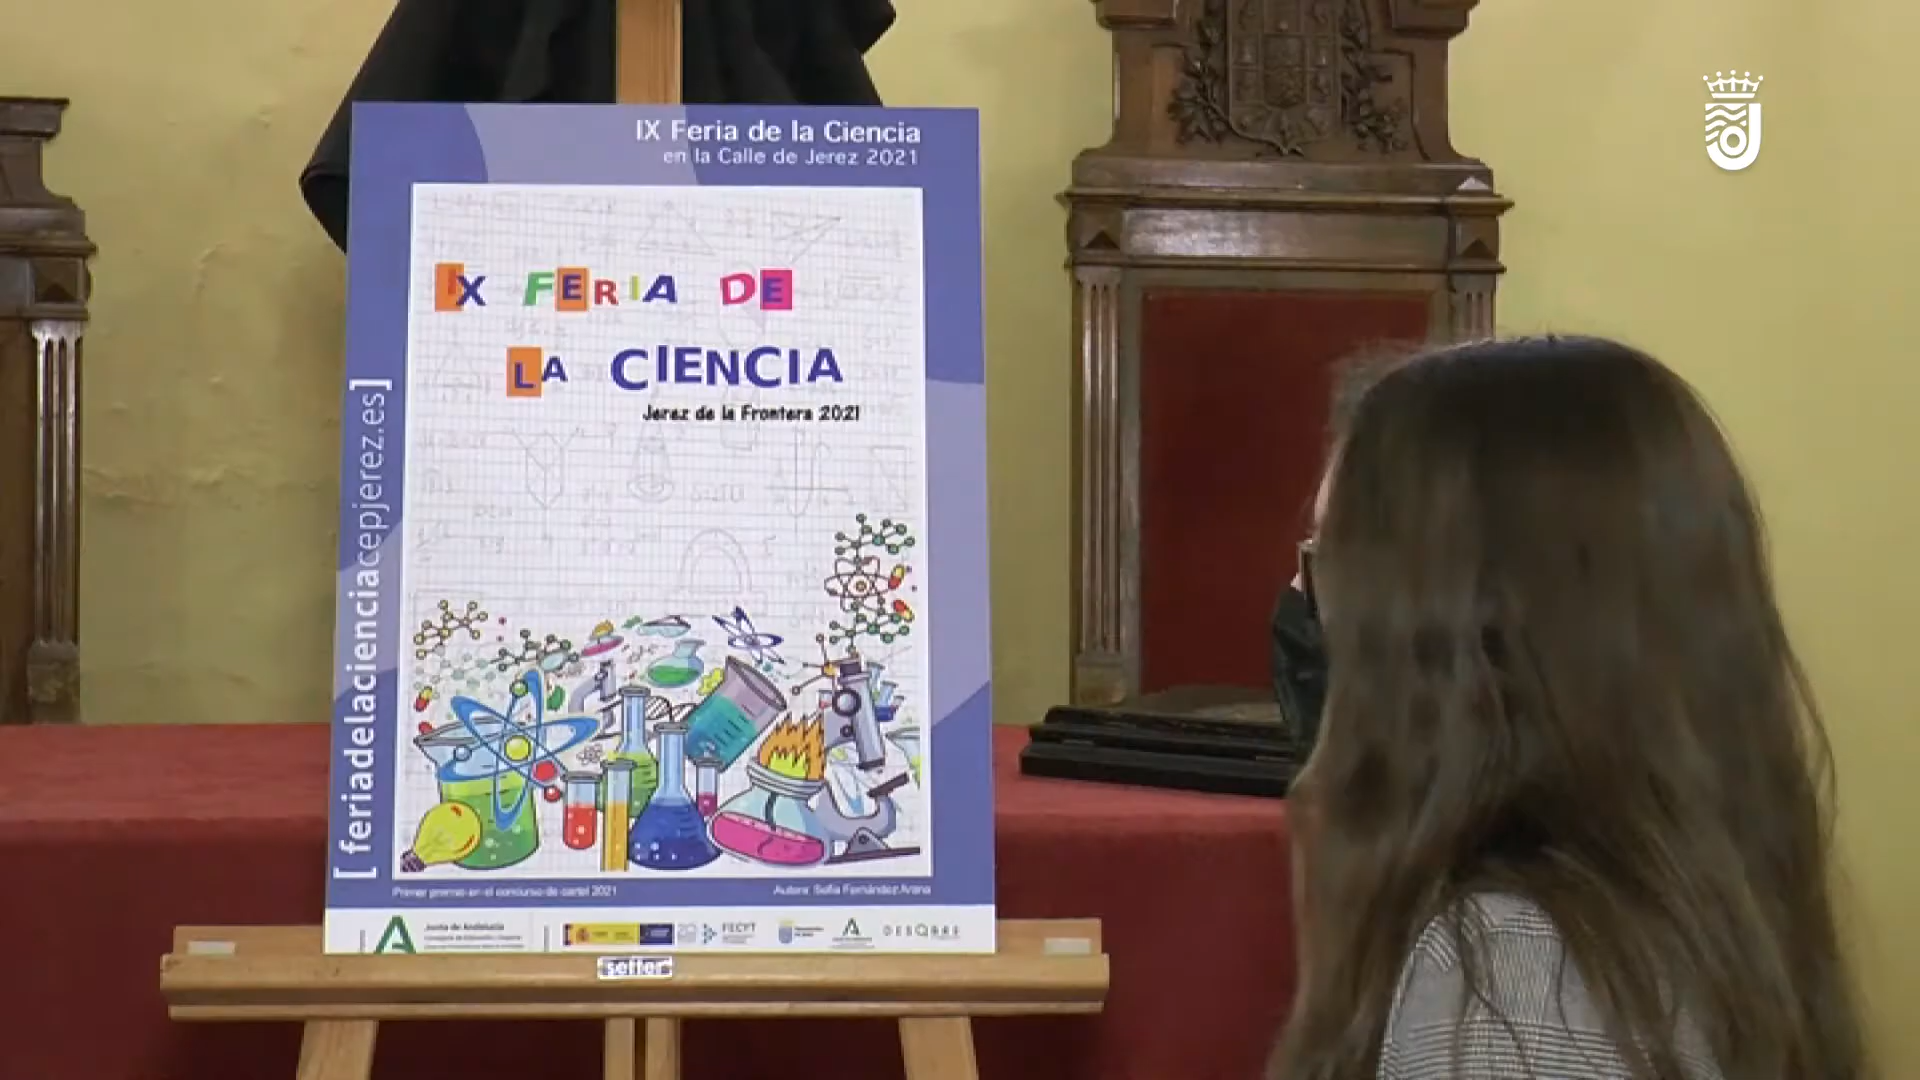 IX Feria de la Ciencia
en la Calle de Jerez 2021
IX FERIA DE
LA CIENCIA
Jerez de la Frontera 2021
[ feriadelacienciacepjerez.es]
Primer premio en el concurso de cartel 2021
Autora: Sofía Fernández Arana
Junta de Andalucía
FECYT
DESQBRE
setter